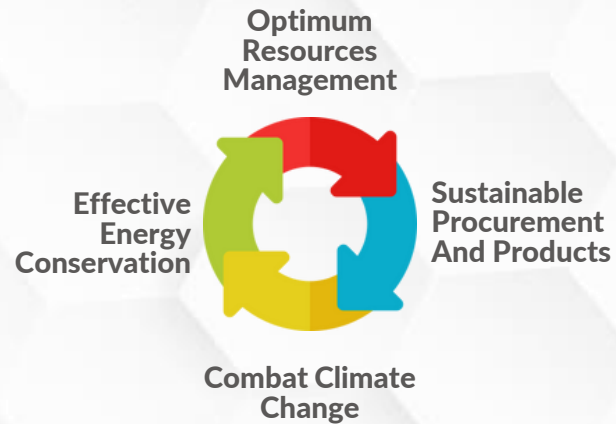 Optimum
Resources
Management
Effective
Energy
Conservation
Sustainable
Procurement
And Products
Combat Climate
Change